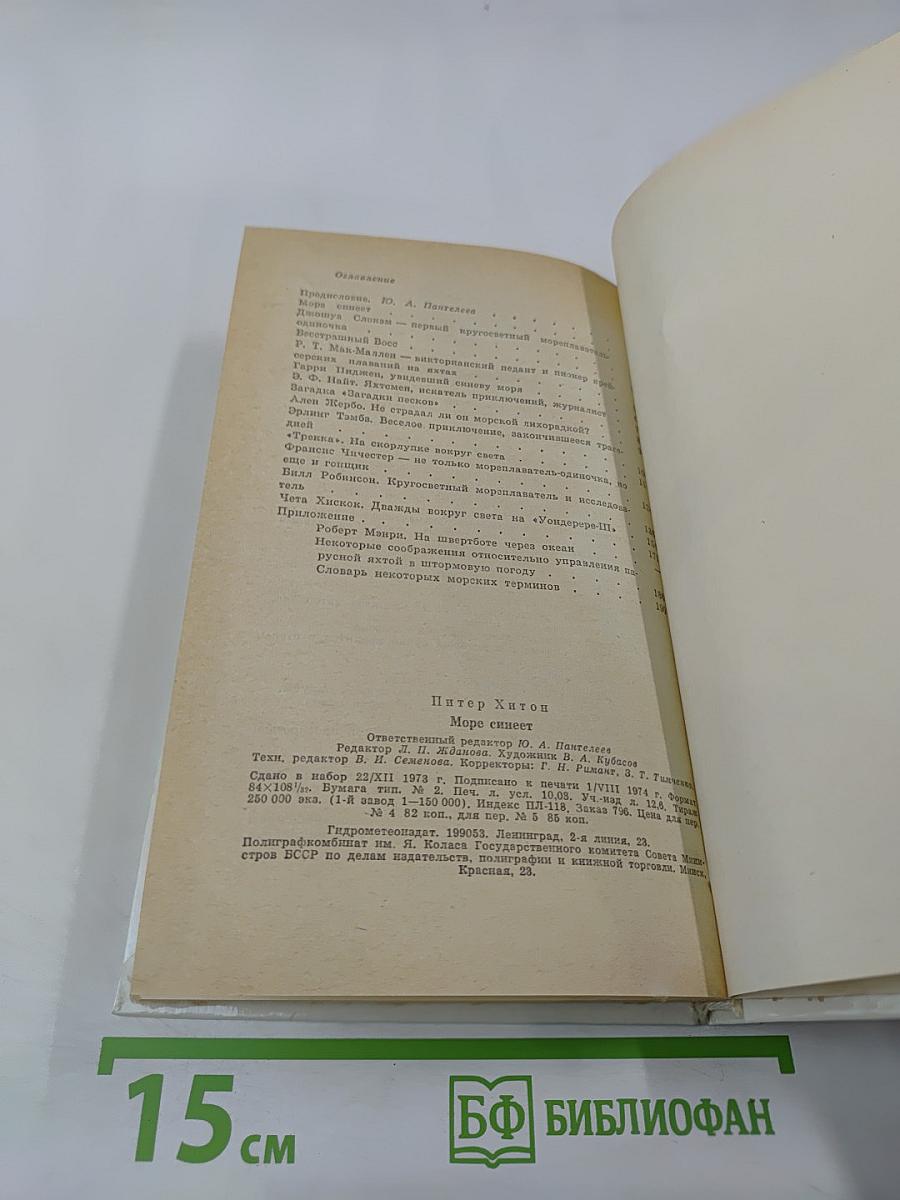 Оглавление
Предисловие. Ю. А. Пантелеев . . . . . .
Море синеет . . . . . . . .
Джошуа Слокам — первый кругосветный мореплаватель-
одиночка . . . . . . . .
Бесстрашный Восс . . . . . . .
Р. Т. Мак-Маллен — викторианский педант и пионер крей-
серских плаваний на яхтах . . . . . .
Гарри Пиджен, увидевший синеву моря . . . .
Э. Ф. Найт. Яхтсмен, искатель приключений, журналист
Загадка «Загадки песков» . . . . . .
Ален Жербо. Не страдал ли он морской лихорадкой? . .
Эрлинг Тэмбз. Веселое приключение, закончившееся траге-
дией . . . . . . . . .
«Трекка». На скорлупке вокруг света . . . . .
Франсис Чичестер — не только мореплаватель-одиночка, но
еще и гонщик . . . . . . . .
Билл Робинсон. Кругосветный мореплаватель и исследова-
тель . . . . . . . . .
Чета Хискок. Дважды вокруг света на «Уондерере-III» .
Приложение . . . . . . . .
Роберт Мэнри. На швертботе через океан . . .
Некоторые соображения относительно управления па-
русной яхтой в штормовую погоду . . . .
Словарь некоторых морских терминов . . . .
Питер Хитон
Море синеет
Ответственный редактор Ю. А. Пантелеев
Редактор Л. П. Жданова. Художник В. А. Кубасов
Техн. редактор В. И. Семенова. Корректоры: Г. Н. Римант, З. Т. Тимченко.
Сдано в набор 22/XII 1973 г. Подписано к печати 1/VIII 1974 г. Формат
84×108¹/₃₂. Бумага тип. № 2. Печ. л. усл. 10,08. Уч.-изд л. 12,6. Тираж
250 000 экз. (1-й завод 1—150 000). Индекс ПЛ-118. Заказ 796. Цена для пер.
№ 4 82 коп., для пер. № 5 85 коп.
Гидрометеоиздат. 199053. Ленинград, 2-я линия, 23.
Полиграфкомбинат им. Я. Коласа Государственного комитета Совета Мини-
стров БССР по делам издательств, полиграфии и книжной торговли. Минск,
Красная, 23.
15 см
БФ БИБЛИОФАН